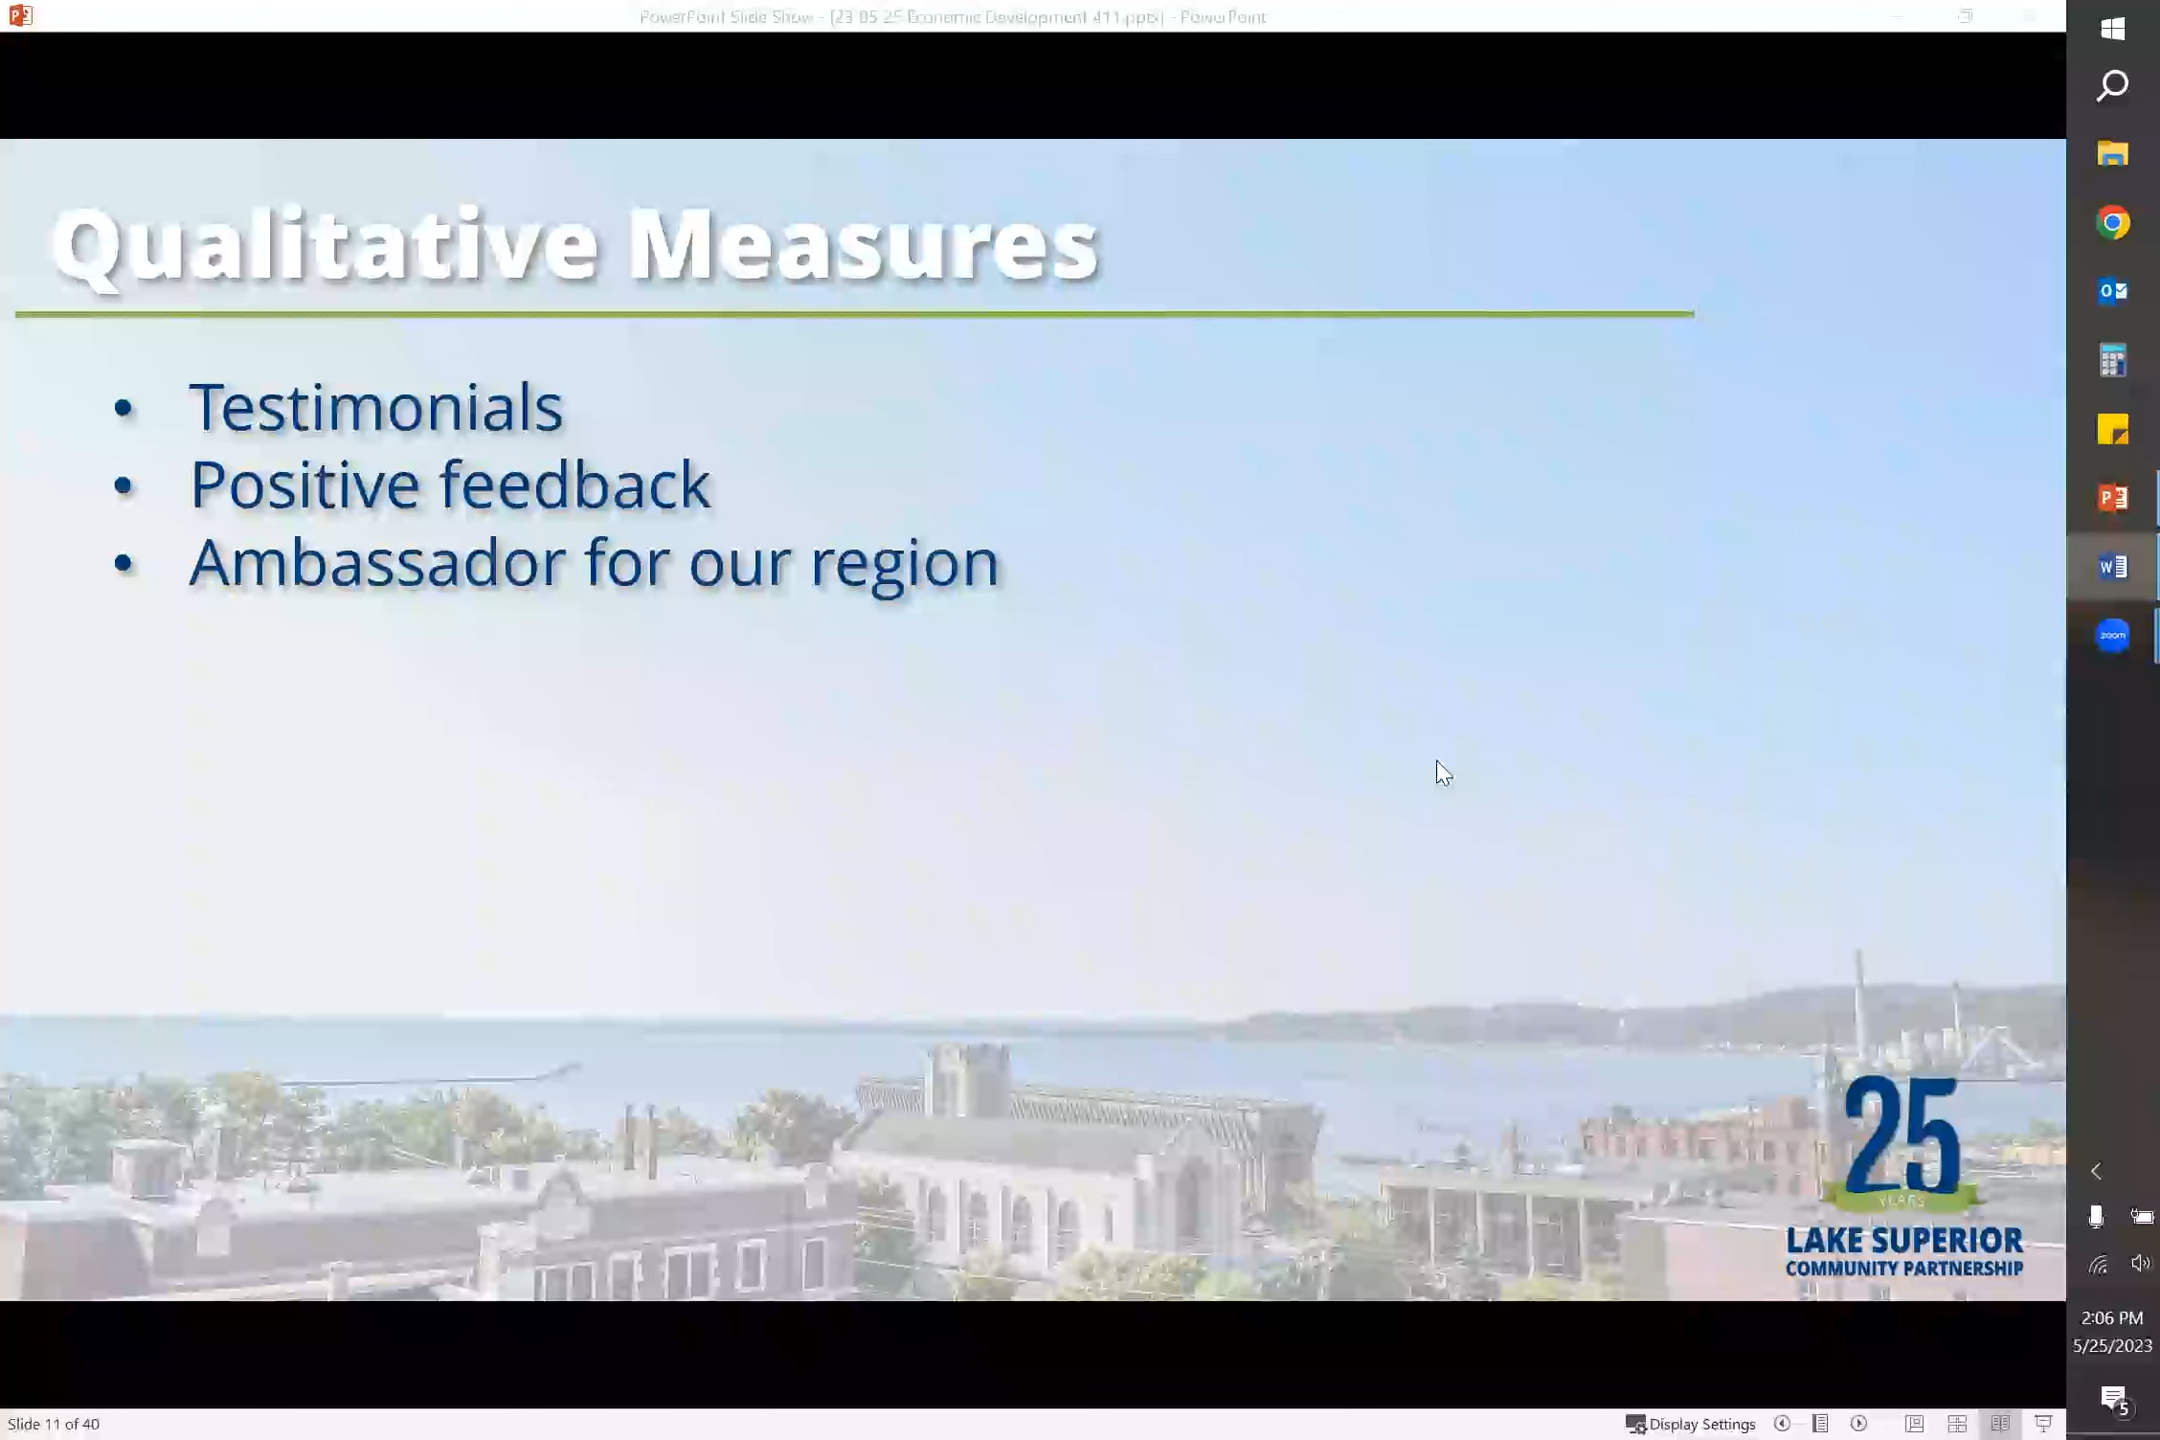 PowerPoint Slide Show - [23-05-25 Economic Development 411.pptx] - PowerPoint
Qualitative Measures
• Testimonials
• Positive feedback
• Ambassador for our region
25
YEARS
LAKE SUPERIOR
COMMUNITY PARTNERSHIP
zoom
2:06 PM
5/25/2023
5
Slide 11 of 40
Display Settings